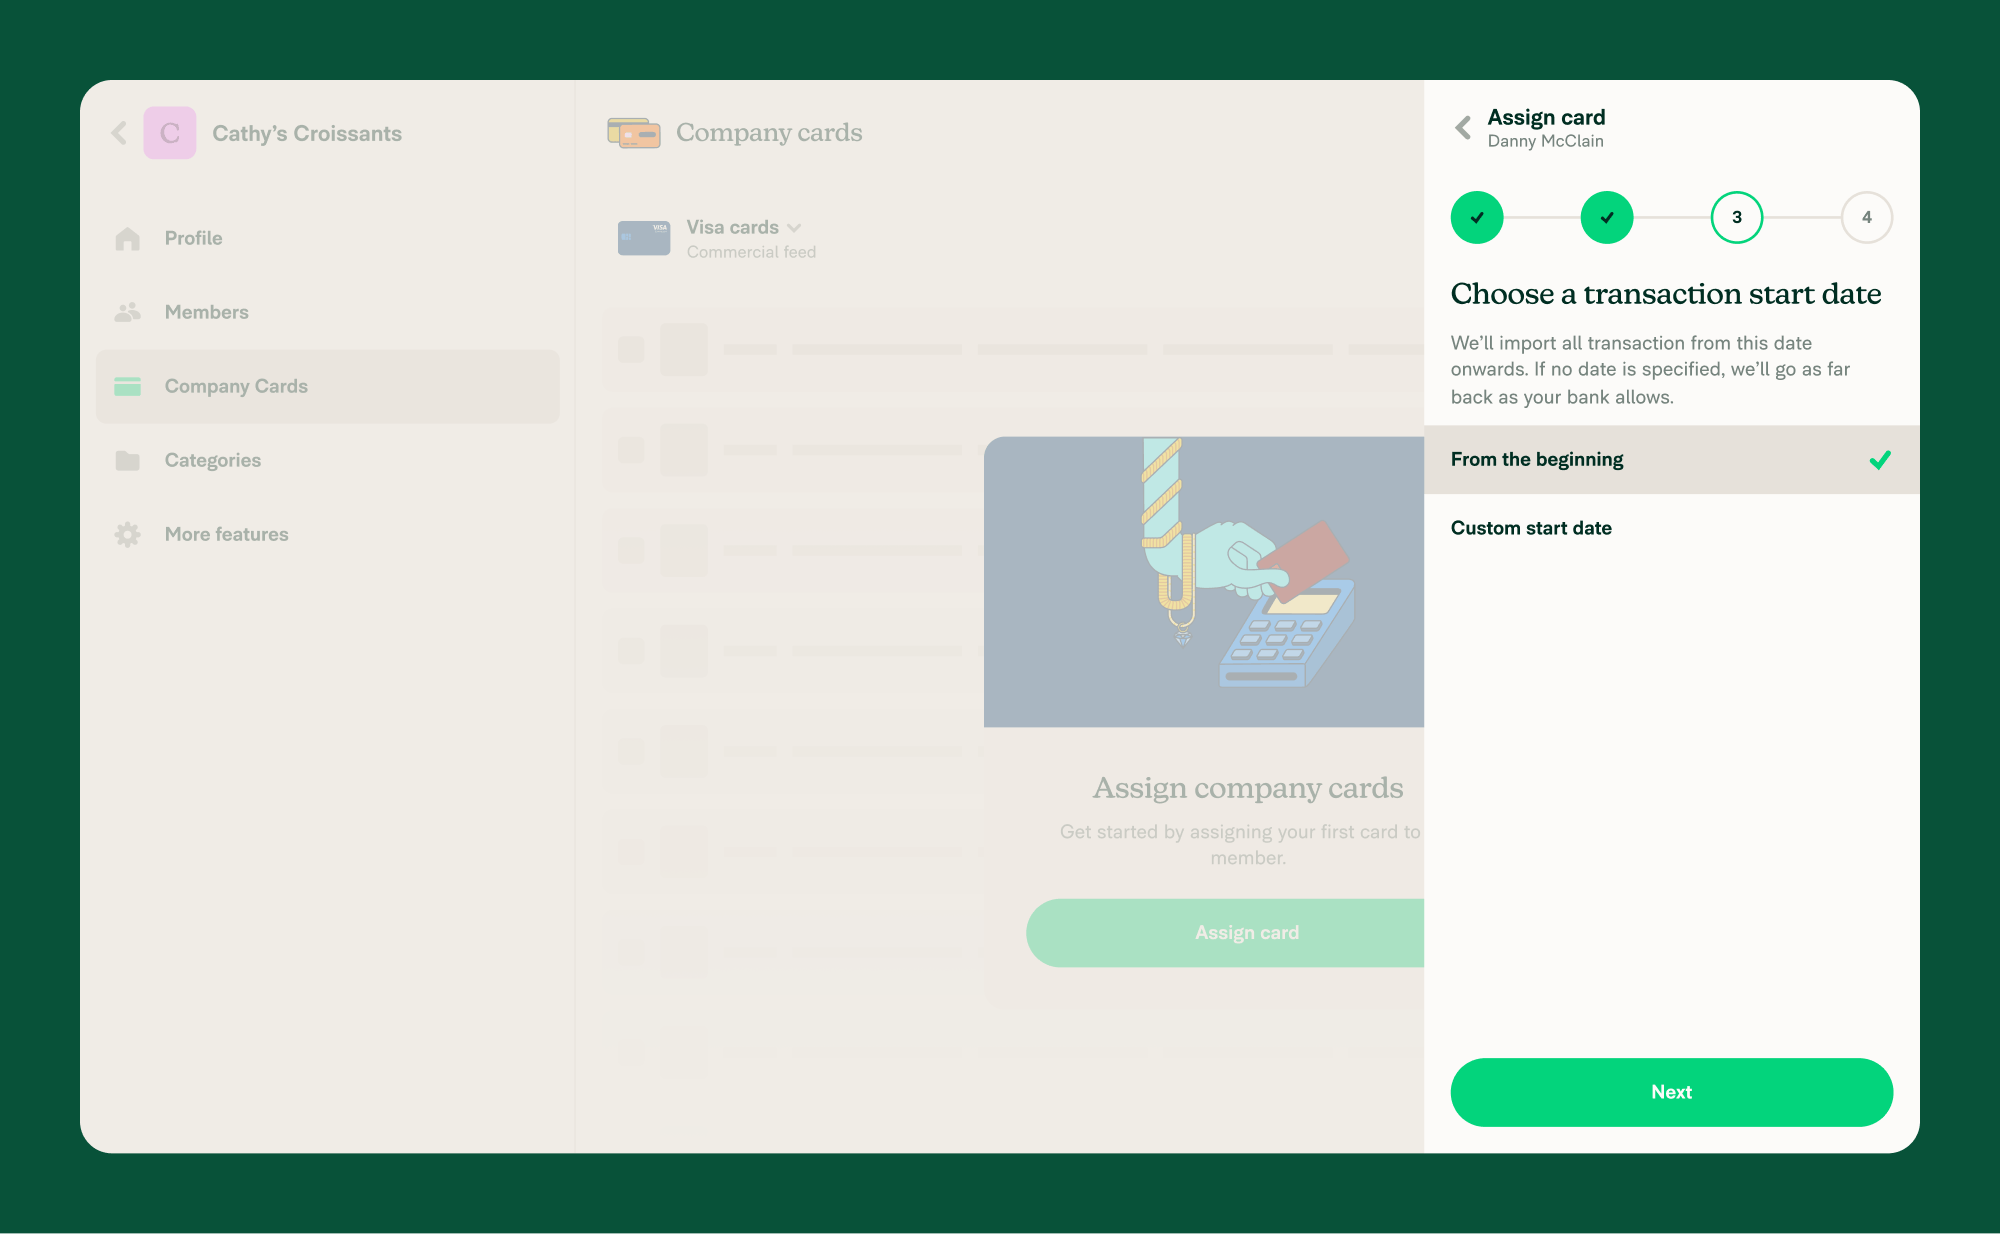 C
Cathy's Croissants
Profile
Members
Company Cards
Categories
More features
Company cards
VISA
Visa cards
Commercial feed
Assign company cards
Get started by assigning your first card to
member.
Assign card
Assign card
Danny McClain
3
4
Choose a transaction start date
We'll import all transaction from this date
onwards. If no date is specified, we'll go as far
back as your bank allows.
From the beginning
Custom start date
Next